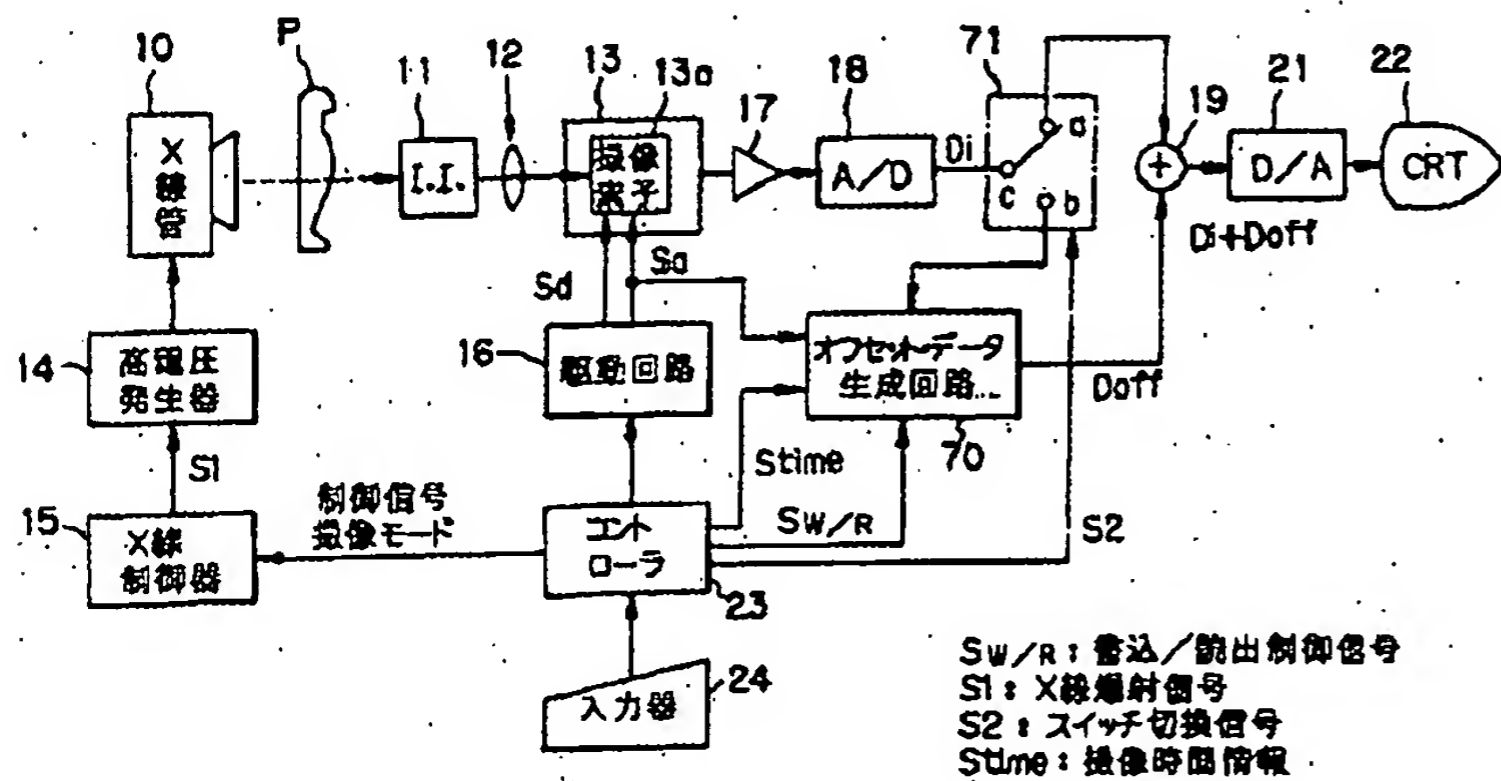 10
P
11
12
13
13a
17
18
71
19
21
22
X
線
管
I.I.
撮像
素子
A/D
Di
a
c
b
+
D/A
CRT
Di+Doff
Sd
Sa
14
高電圧
発生器
16
駆動回路
オフセットデータ
生成回路
Doff
70
S1
Stime
15
X線
制御器
制御信号
撮像モード
コント
ローラ
SW/R
S2
23
入力器
24
SW/R：書込／読出制御信号
S1：X線爆射信号
S2：スイッチ切換信号
Stime：撮像時間情報